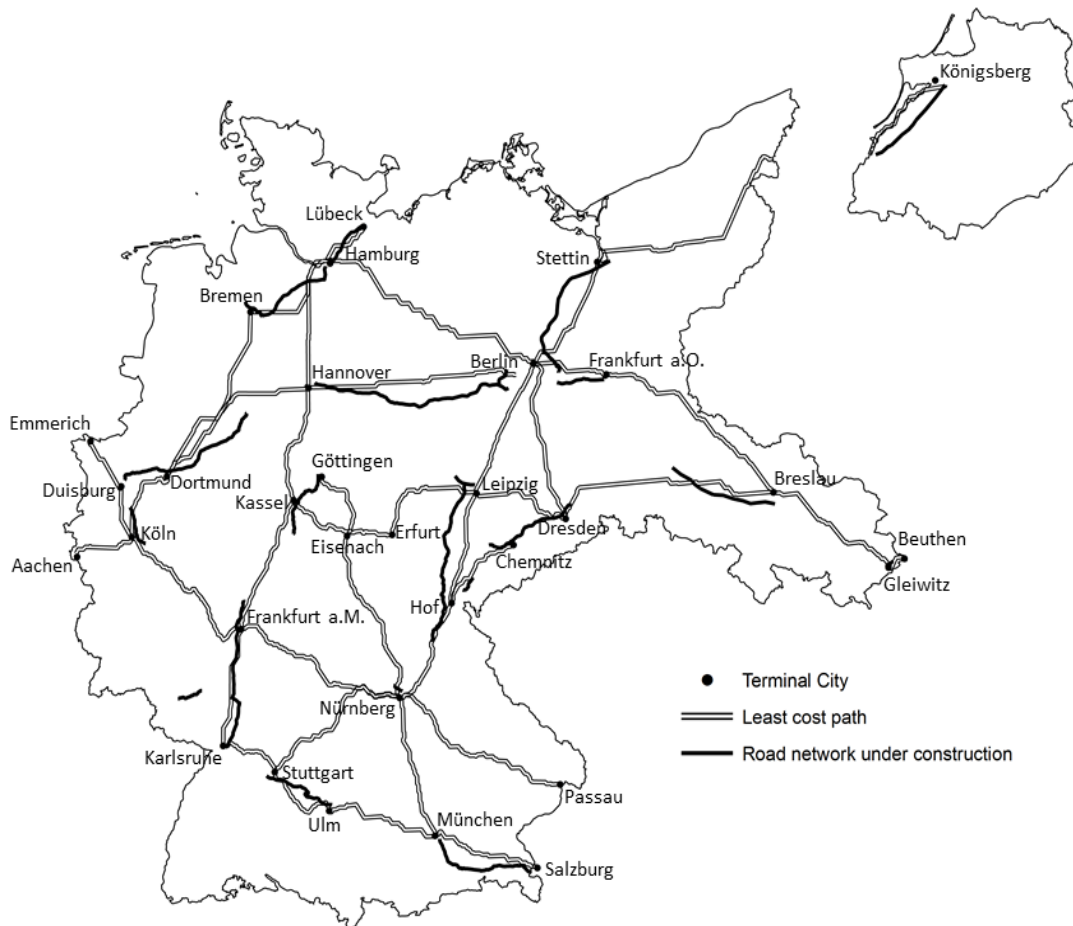 Königsberg
Lübeck
Hamburg
Stettin
Bremen
Berlin
Frankfurt a.O.
Hannover
Emmerich
Göttingen
Duisburg
Dortmund
Kassel
Leipzig
Breslau
Köln
Eisenach
Erfurt
Dresden
Beuthen
Aachen
Chemnitz
Gleiwitz
Hof
Frankfurt a.M.
Terminal City
Nürnberg
Least cost path
Karlsruhe
Road network under construction
Stuttgart
Passau
Ulm
München
Salzburg